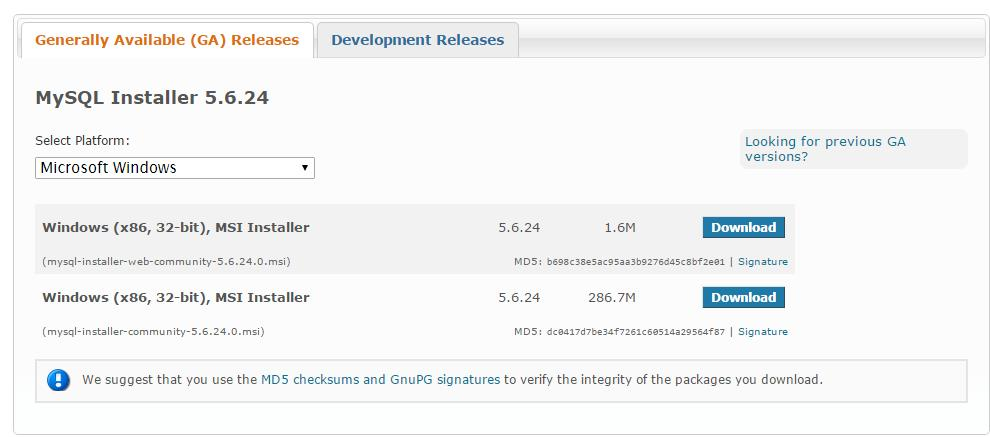 Generally Available (GA) Releases
Development Releases
MySQL Installer 5.6.24
Select Platform:
Looking for previous GA
versions?
Microsoft Windows
Windows (x86, 32-bit), MSI Installer 5.6.24 1.6M Download
(mysql-installer-web-community-5.6.24.0.msi) MD5: b698c38e5ac95aa3b9276d45c8bf2e01 | Signature
Windows (x86, 32-bit), MSI Installer 5.6.24 286.7M Download
(mysql-installer-community-5.6.24.0.msi) MD5: dc0417d7be34f7261c60514a29564f87 | Signature
We suggest that you use the MD5 checksums and GnuPG signatures to verify the integrity of the packages you download.